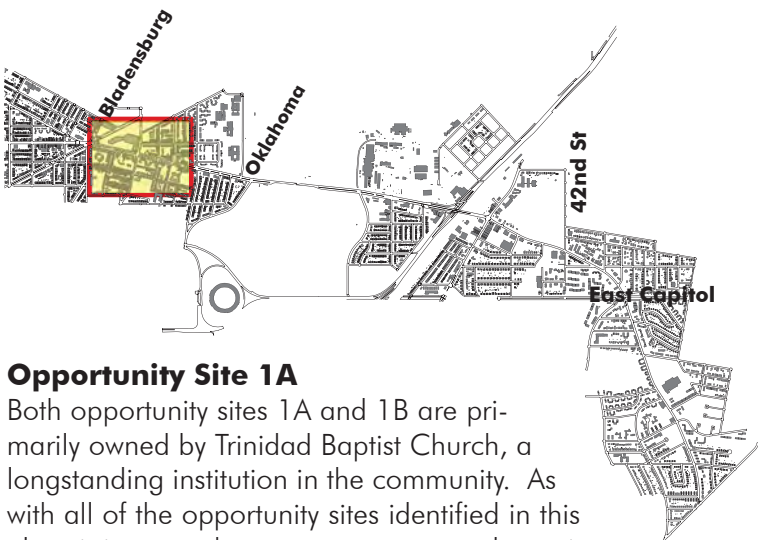 Bladensburg
Oklahoma
42nd St
East Capitol
Opportunity Site 1A
Both opportunity sites 1A and 1B are pri-
marily owned by Trinidad Baptist Church, a
longstanding institution in the community. As
with all of the opportunity sites identified in this